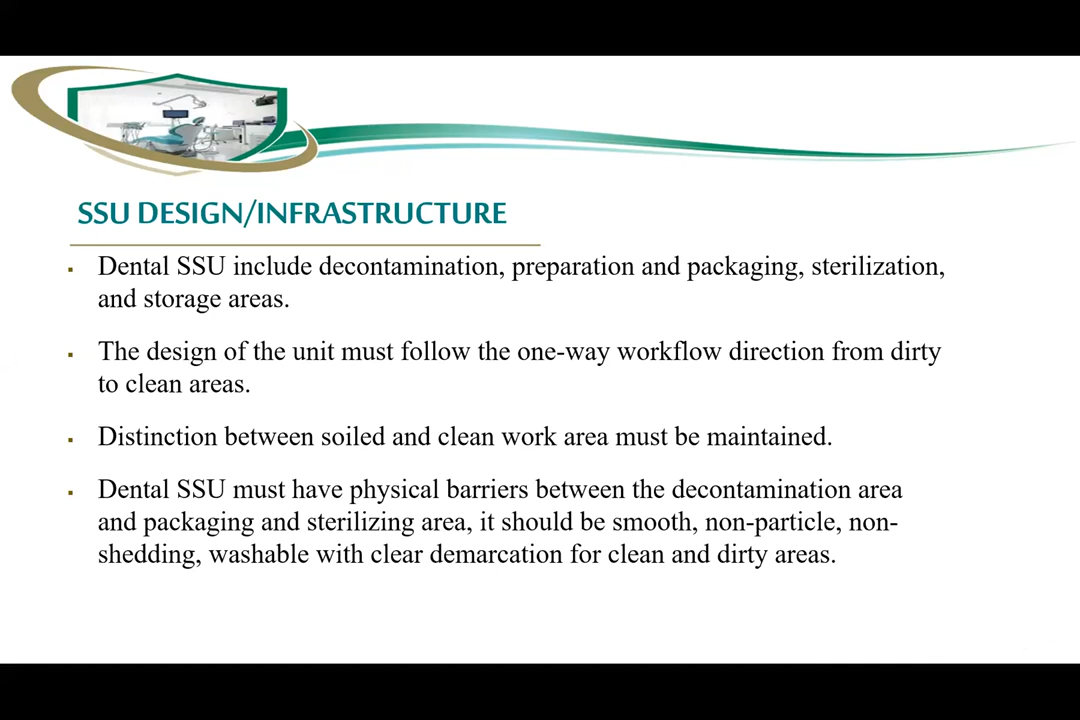 SSU DESIGN/INFRASTRUCTURE
▪ Dental SSU include decontamination, preparation and packaging, sterilization,
and storage areas.
▪ The design of the unit must follow the one-way workflow direction from dirty
to clean areas.
▪ Distinction between soiled and clean work area must be maintained.
▪ Dental SSU must have physical barriers between the decontamination area
and packaging and sterilizing area, it should be smooth, non-particle, non-
shedding, washable with clear demarcation for clean and dirty areas.